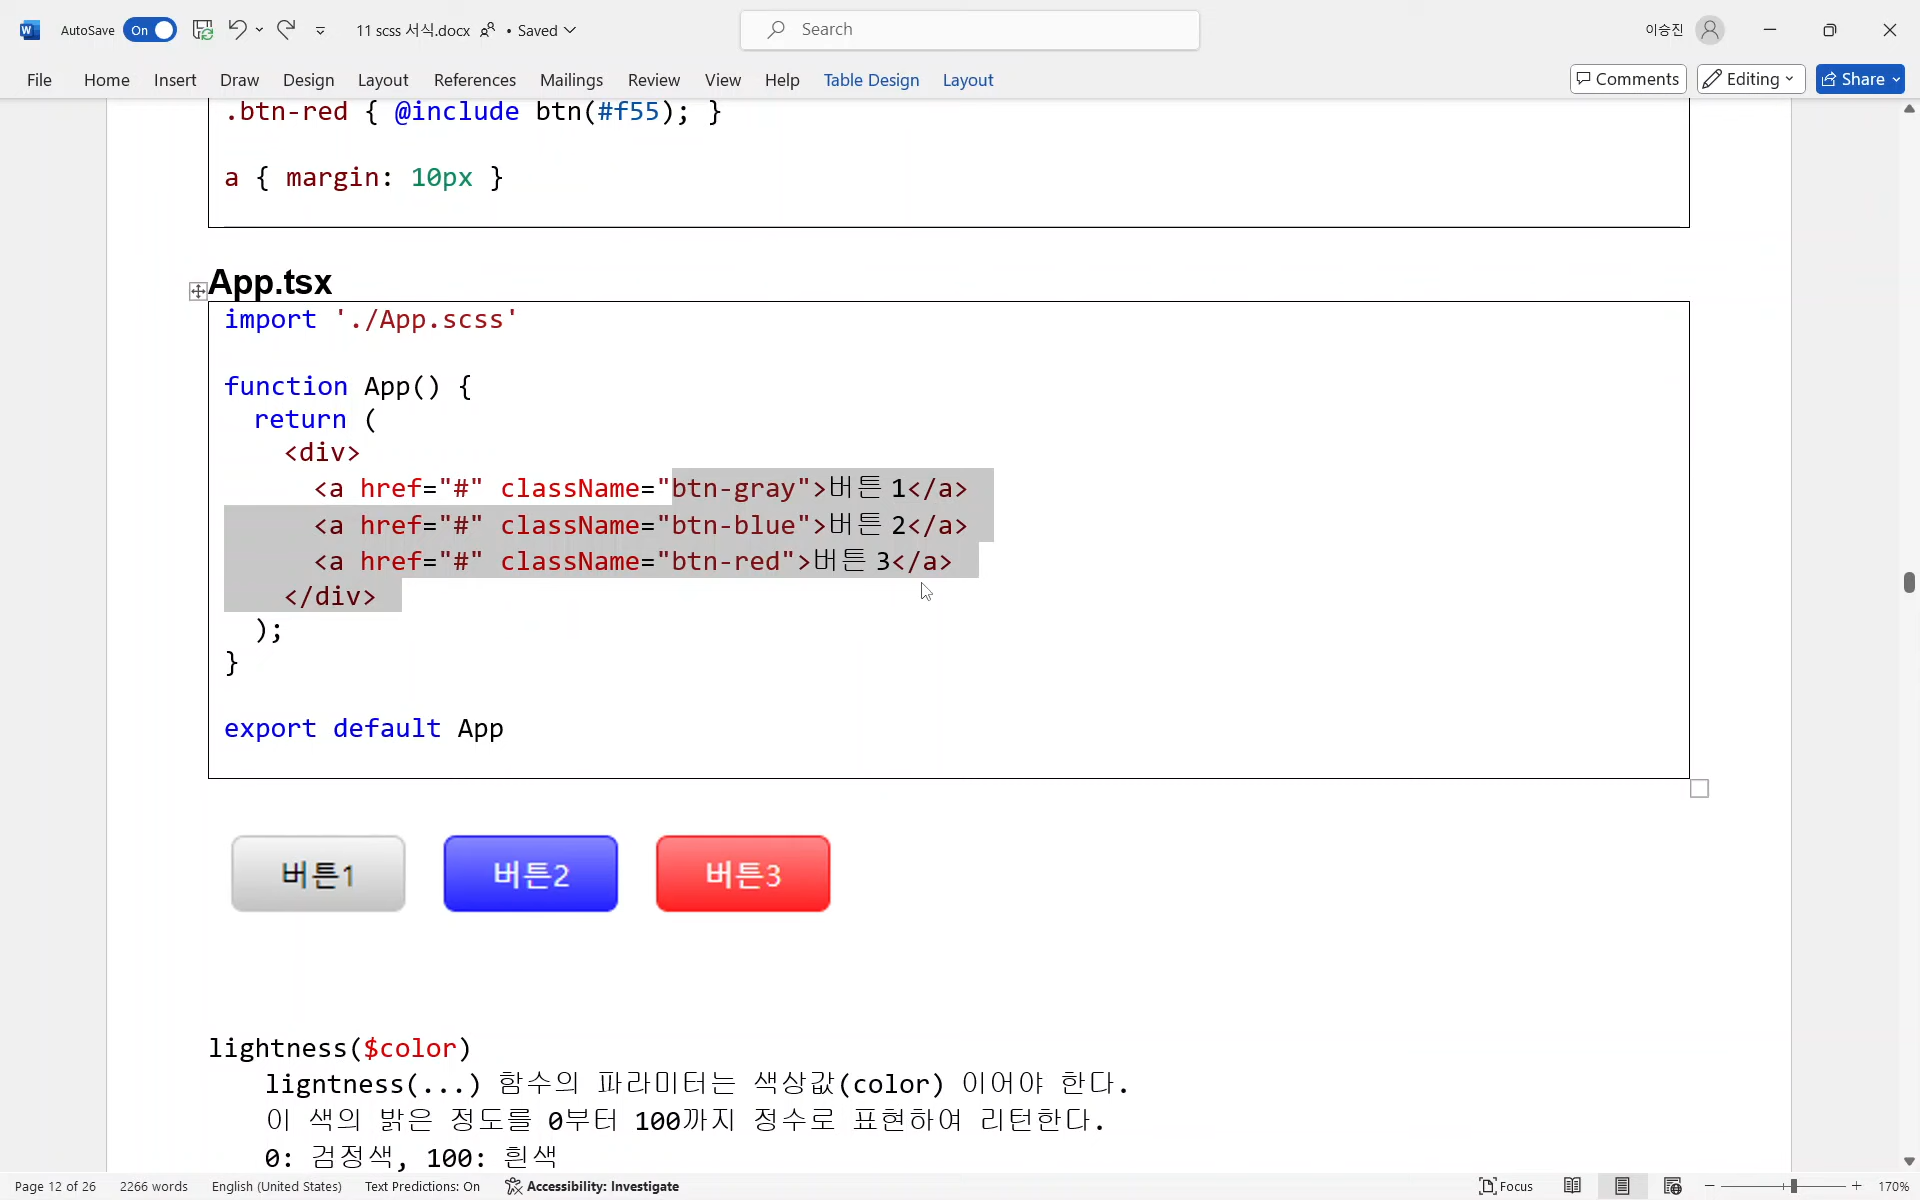 AutoSave On 11 scss 서식.docx • Saved Search 이승진
File Home Insert Draw Design Layout References Mailings Review View Help Table Design Layout Comments Editing Share
.btn-red { @include btn(#f55); }
a { margin: 10px }
App.tsx
import './App.scss'
function App() {
return (
<div>
<a href="#" className="btn-gray">버튼1</a>
<a href="#" className="btn-blue">버튼2</a>
<a href="#" className="btn-red">버튼3</a>
</div>
);
}
export default App
버튼1 버튼2 버튼3
lightness($color)
ligntness(...) 함수의 파라미터는 색상값(color) 이어야 한다.
이 색의 밝은 정도를 0부터 100까지 정수로 표현하여 리턴한다.
0: 검정색, 100: 흰색
Page 12 of 26 2266 words English (United States) Text Predictions: On Accessibility: Investigate Focus 170%